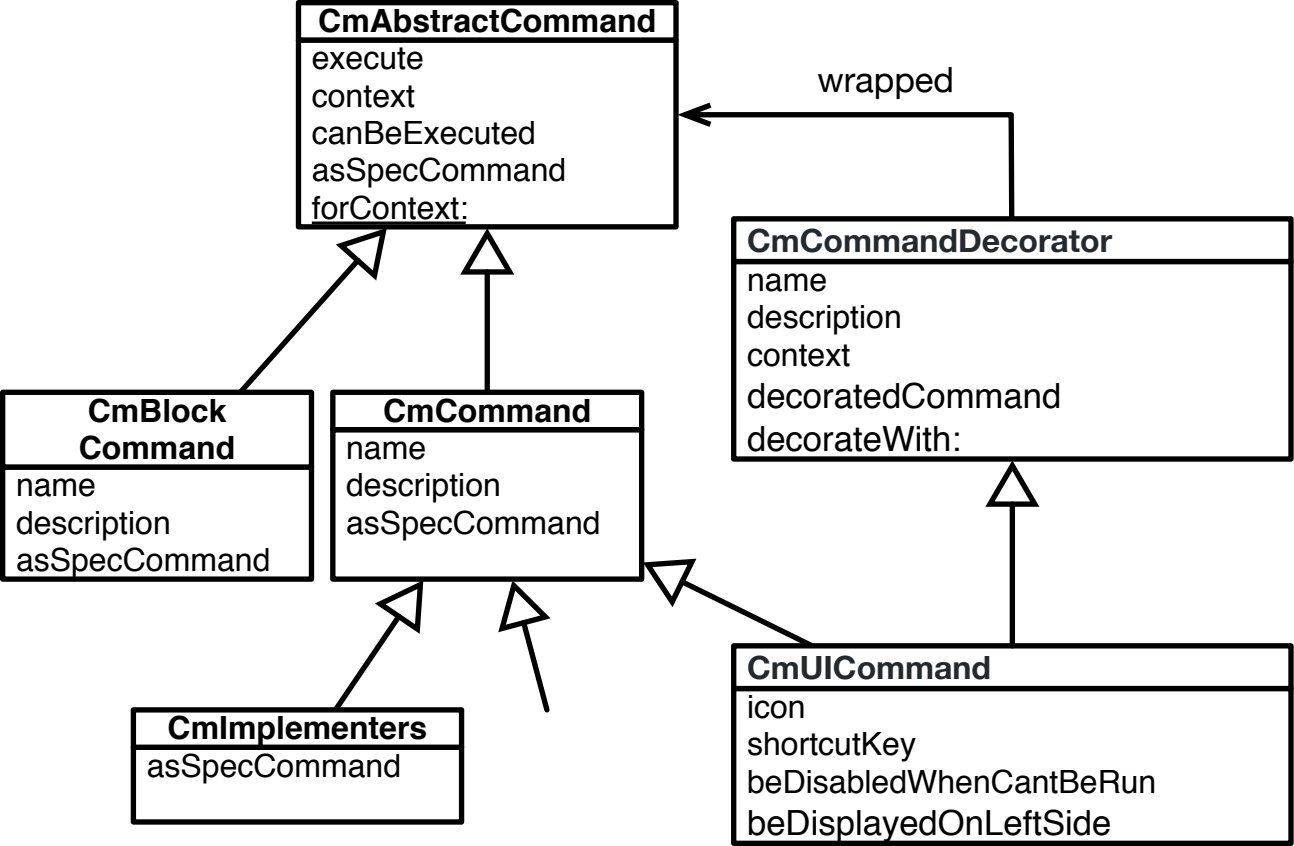 CmAbstractCommand
execute
context
canBeExecuted
asSpecCommand
forContext:
wrapped
CmCommandDecorator
name
description
context
decoratedCommand
decorateWith:
CmBlock
Command
name
description
asSpecCommand
CmCommand
name
description
asSpecCommand
CmImplementers
asSpecCommand
CmUICommand
icon
shortcutKey
beDisabledWhenCantBeRun
beDisplayedOnLeftSide